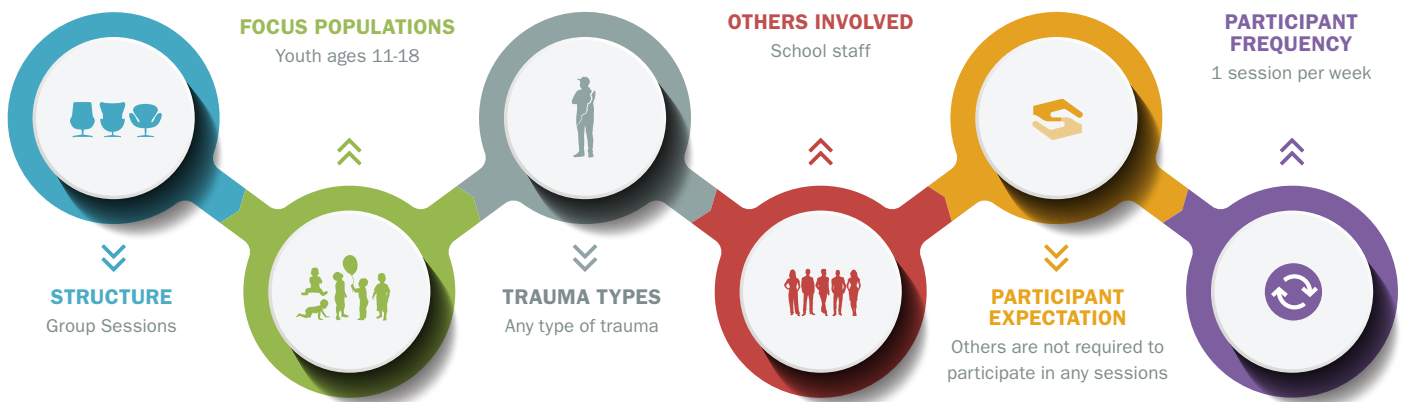 STRUCTURE
Group Sessions
FOCUS POPULATIONS
Youth ages 11-18
TRAUMA TYPES
Any type of trauma
OTHERS INVOLVED
School staff
PARTICIPANT
EXPECTATION
Others are not required to
participate in any sessions
PARTICIPANT
FREQUENCY
1 session per week